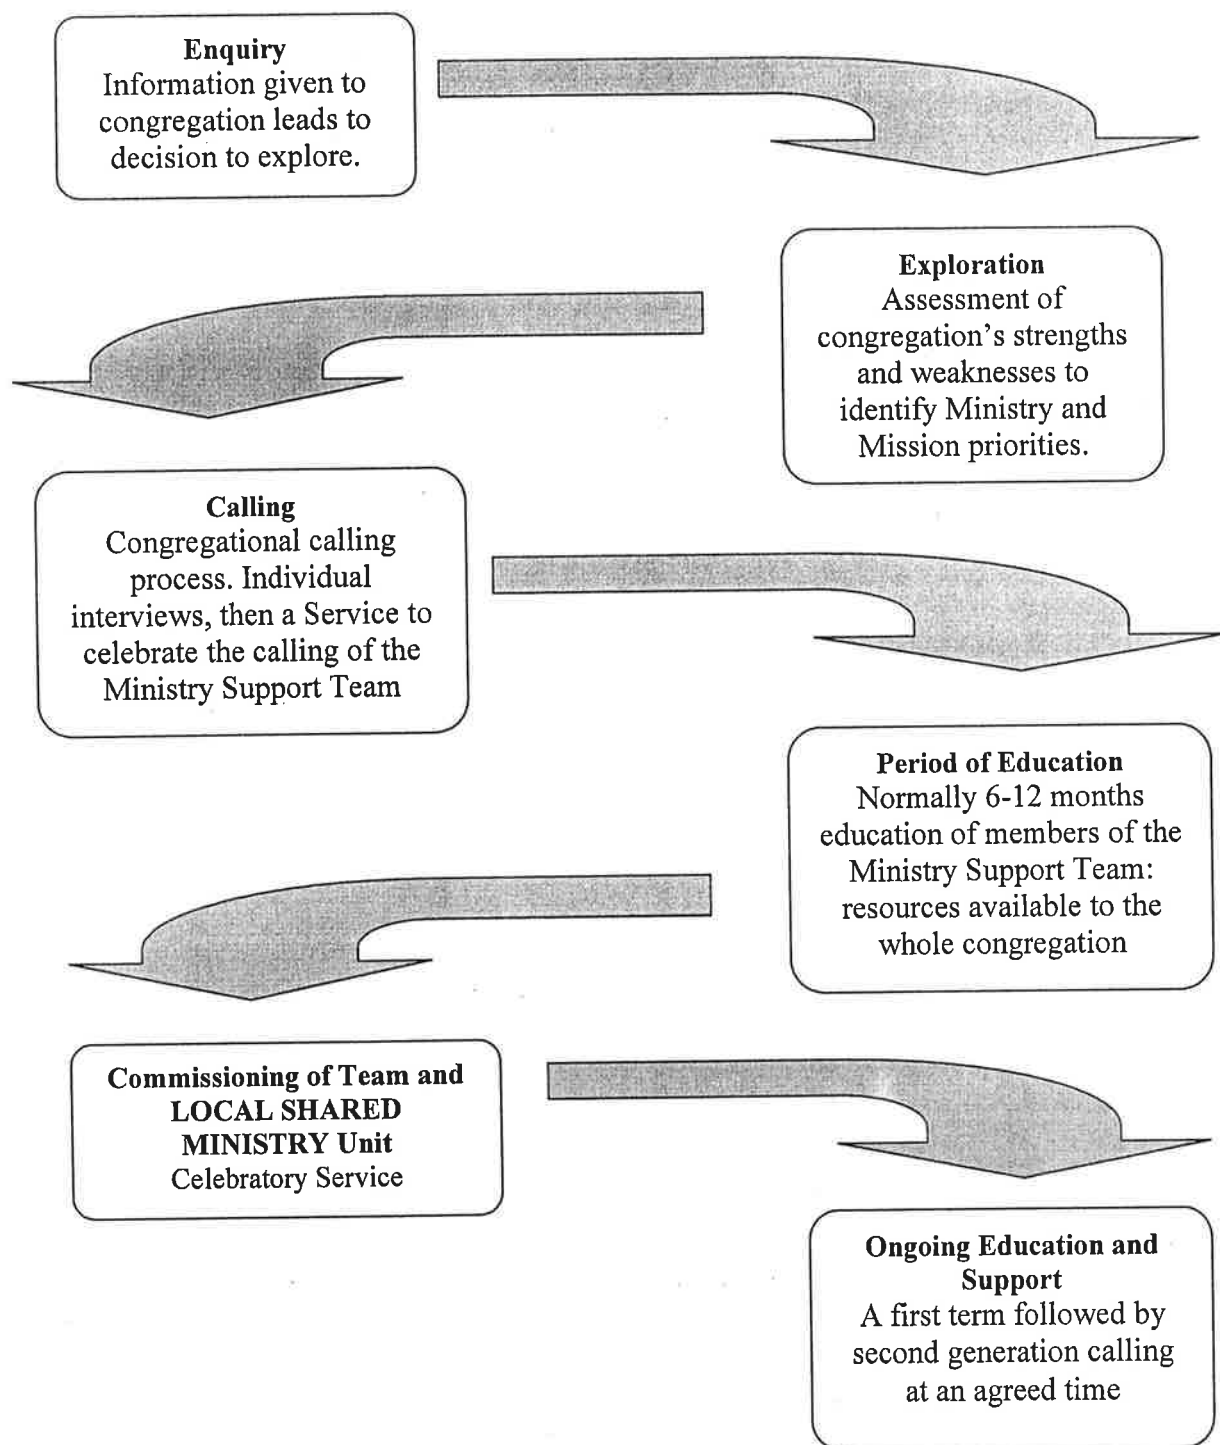 Enquiry
Information given to
congregation leads to
decision to explore.
Exploration
Assessment of
congregation's strengths
and weaknesses to
identify Ministry and
Mission priorities.
Calling
Congregational calling
process. Individual
interviews, then a Service to
celebrate the calling of the
Ministry Support Team
Period of Education
Normally 6-12 months
education of members of the
Ministry Support Team:
resources available to the
whole congregation
Commissioning of Team and
LOCAL SHARED
MINISTRY Unit
Celebratory Service
Ongoing Education and
Support
A first term followed by
second generation calling
at an agreed time